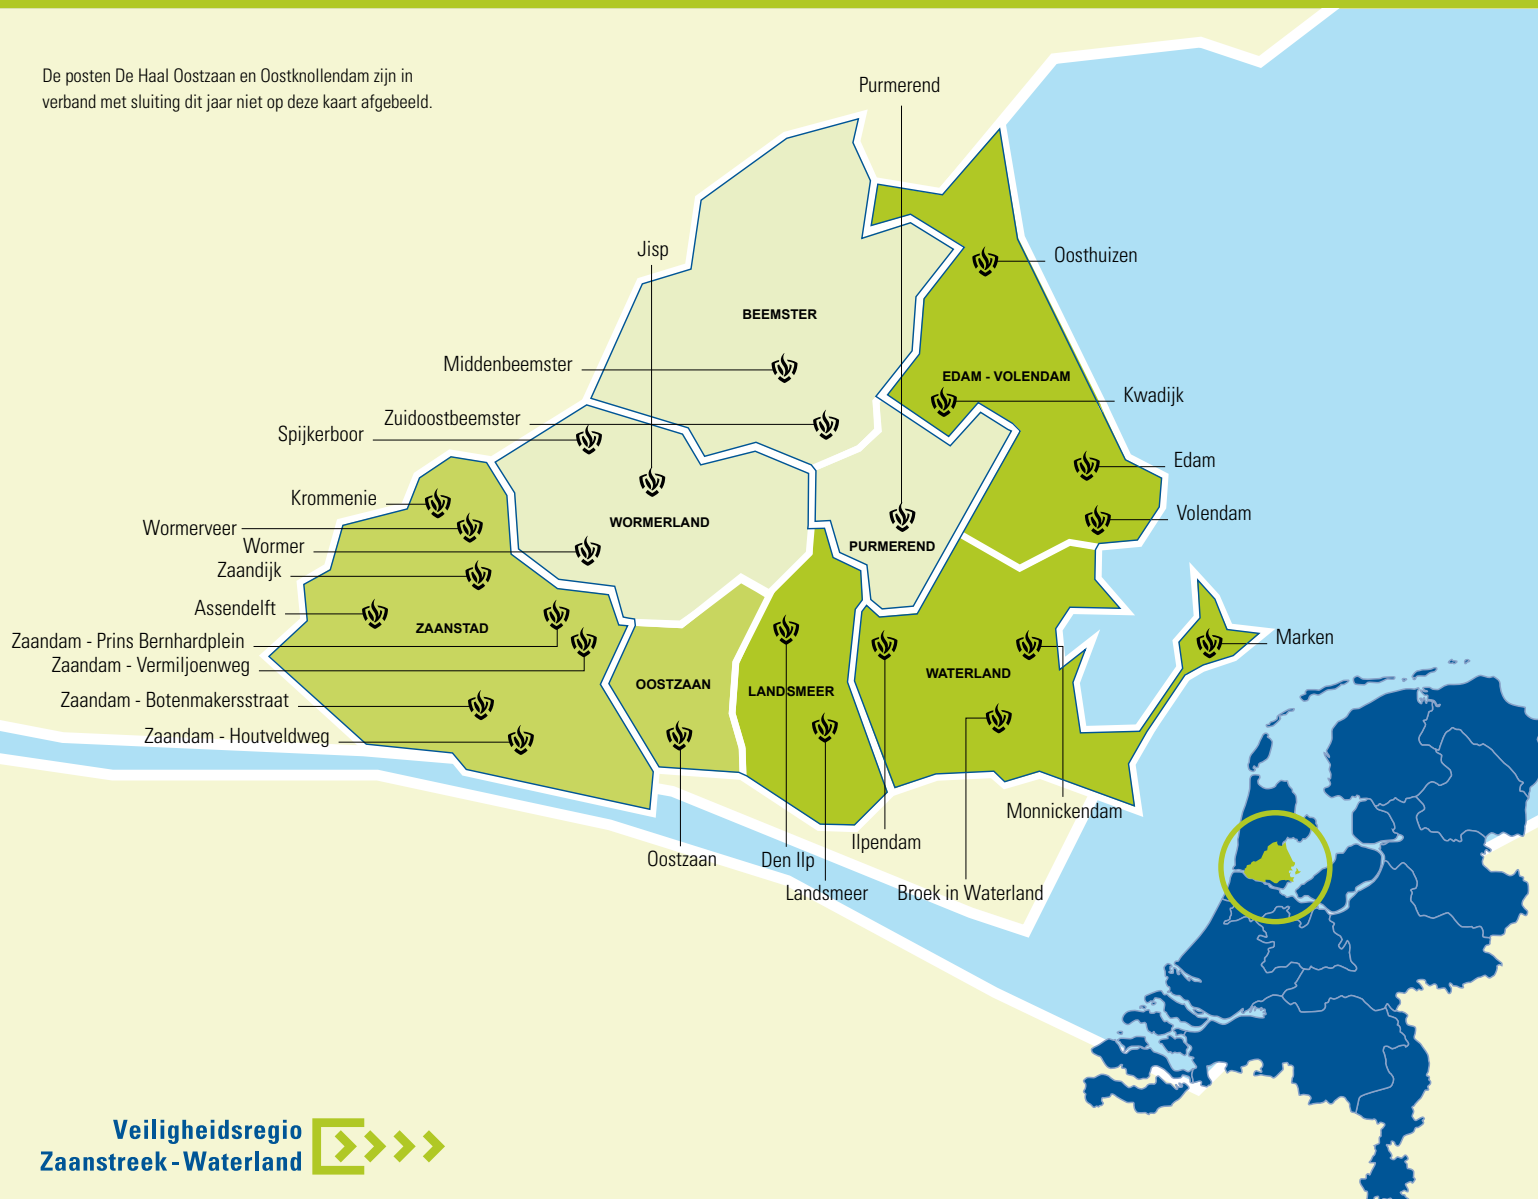 De posten De Haal Oostzaan en Oostknollendam zijn in
verband met sluiting dit jaar niet op deze kaart afgebeeld.
Purmerend
Jisp
Oosthuizen
BEEMSTER
Middenbeemster
EDAM - VOLENDAM
Kwadijk
Zuidoostbeemster
Spijkerboor
Edam
Krommenie
Volendam
Wormerveer
WORMERLAND
Wormer
PURMEREND
Zaandijk
Assendelft
ZAANSTAD
Marken
Zaandam - Prins Bernhardplein
Zaandam - Vermiljoenweg
WATERLAND
OOSTZAAN
LANDSMEER
Zaandam - Botenmakersstraat
Zaandam - Houtveldweg
Monnickendam
Ilpendam
Oostzaan
Den Ilp
Landsmeer
Broek in Waterland
Veiligheidsregio
Zaanstreek-Waterland